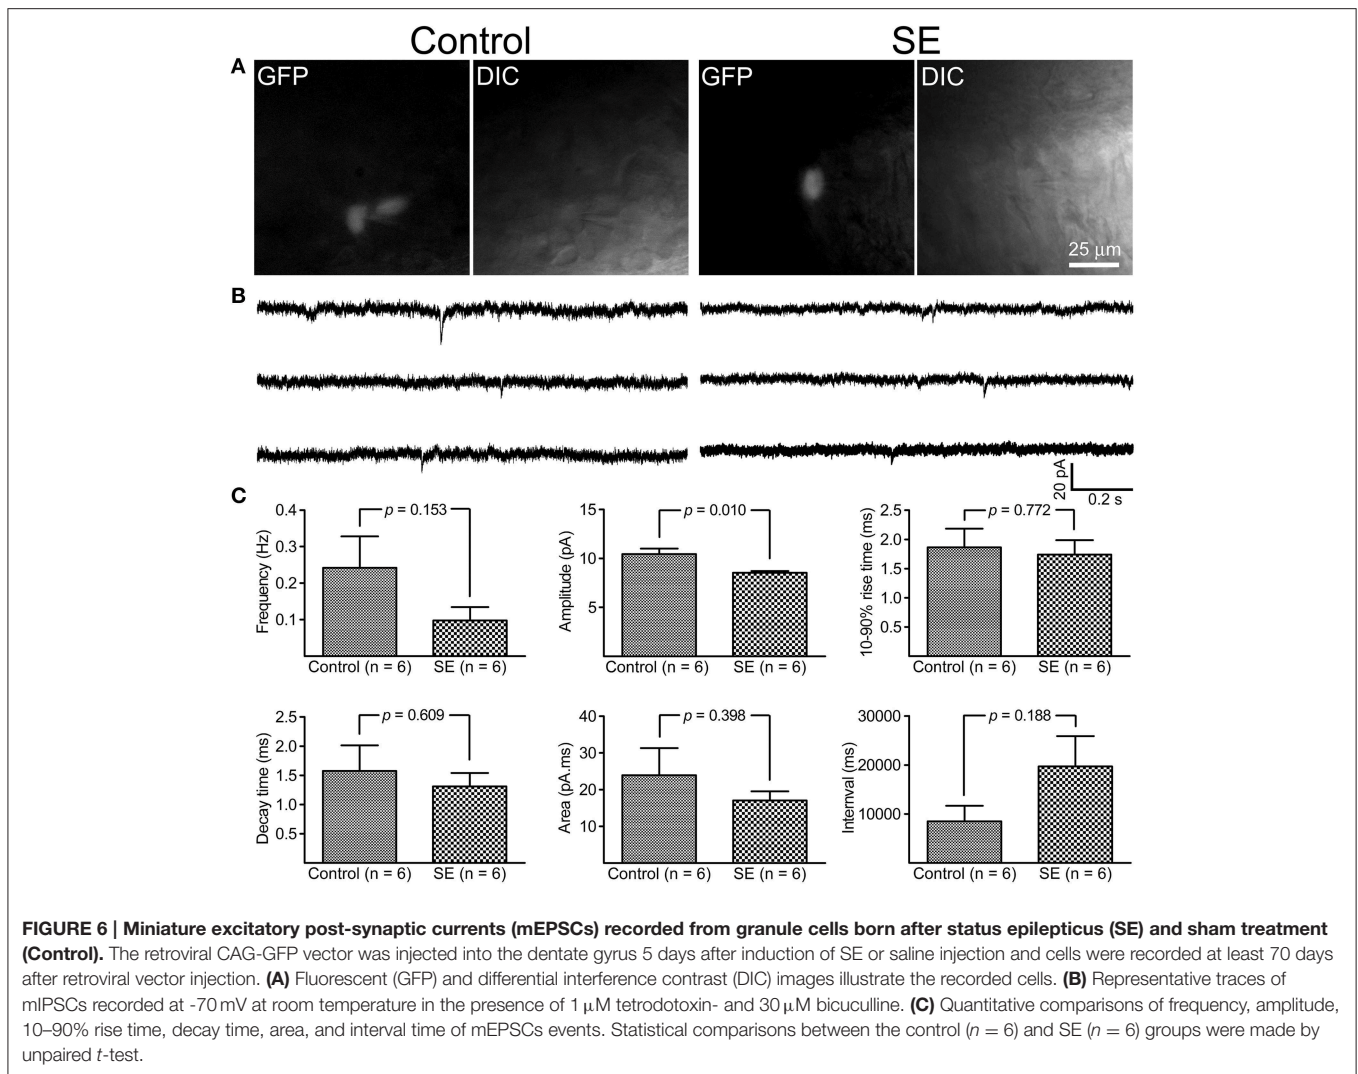 Control SE
A GFP DIC GFP DIC
25 μm
B
20 pA
0.2 s
C
p = 0.153
Frequency (Hz)
0.4
0.3
0.2
0.1
Control (n = 6) SE (n = 6)
p = 0.010
Amplitude (pA)
15
10
5
Control (n = 6) SE (n = 6)
p = 0.772
10-90% rise time (ms)
2.5
2.0
1.5
1.0
0.5
Control (n = 6) SE (n = 6)
p = 0.609
Decay time (ms)
2.5
2.0
1.5
1.0
0.5
Control (n = 6) SE (n = 6)
p = 0.398
Area (pA.ms)
40
30
20
10
Control (n = 6) SE (n = 6)
p = 0.188
Internval (ms)
30000
20000
10000
Control (n = 6) SE (n = 6)
FIGURE 6 | Miniature excitatory post-synaptic currents (mEPSCs) recorded from granule cells born after status epilepticus (SE) and sham treatment
(Control). The retroviral CAG-GFP vector was injected into the dentate gyrus 5 days after induction of SE or saline injection and cells were recorded at least 70 days
after retroviral vector injection. (A) Fluorescent (GFP) and differential interference contrast (DIC) images illustrate the recorded cells. (B) Representative traces of
mIPSCs recorded at -70 mV at room temperature in the presence of 1 μM tetrodotoxin- and 30 μM bicuculline. (C) Quantitative comparisons of frequency, amplitude,
10–90% rise time, decay time, area, and interval time of mEPSCs events. Statistical comparisons between the control (n = 6) and SE (n = 6) groups were made by
unpaired t-test.